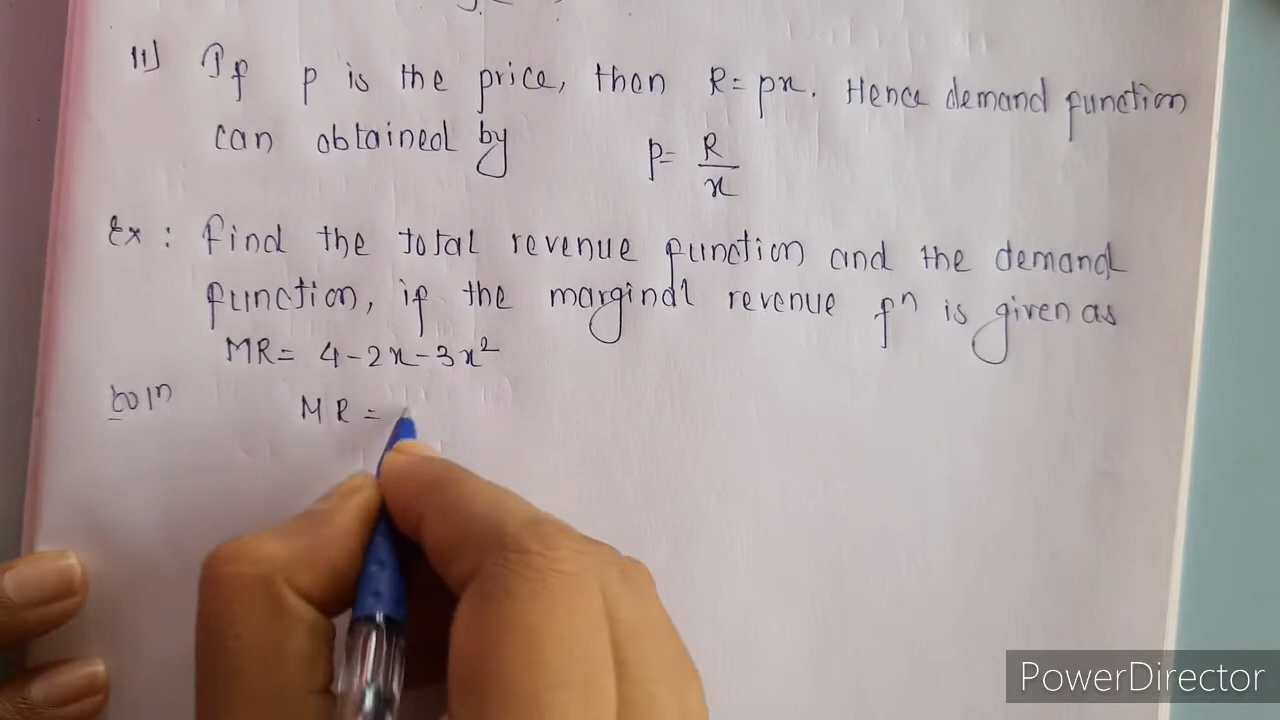 11) If p is the price, then R= px. Hence demand function
can obtained by p= R/x
Ex : find the total revenue function and the demand
function, if the marginal revenue fⁿ is given as
MR= 4-2x-3x²
Soln MR =
PowerDirector